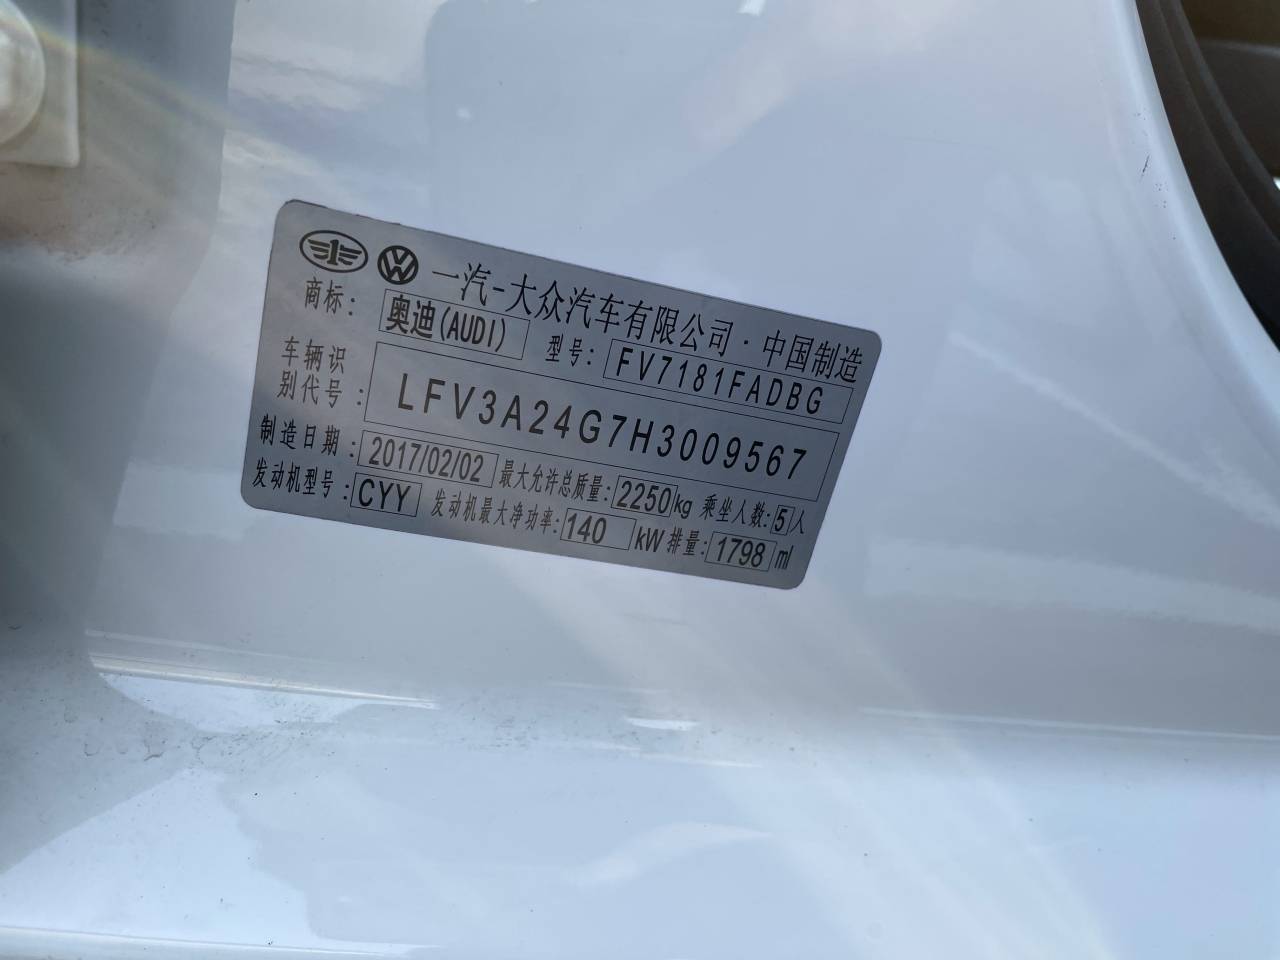 一汽-大众汽车有限公司·中国制造
商标: 奥迪(AUDI) 型号: FV7181FADBG
车辆识
别代号: LFV3A24G7H3009567
制造日期: 2017/02/02 最大允许总质量: 2250kg 乘坐人数: 5人
发动机型号: CYY 发动机最大净功率: 140 kW 排量: 1798 ml